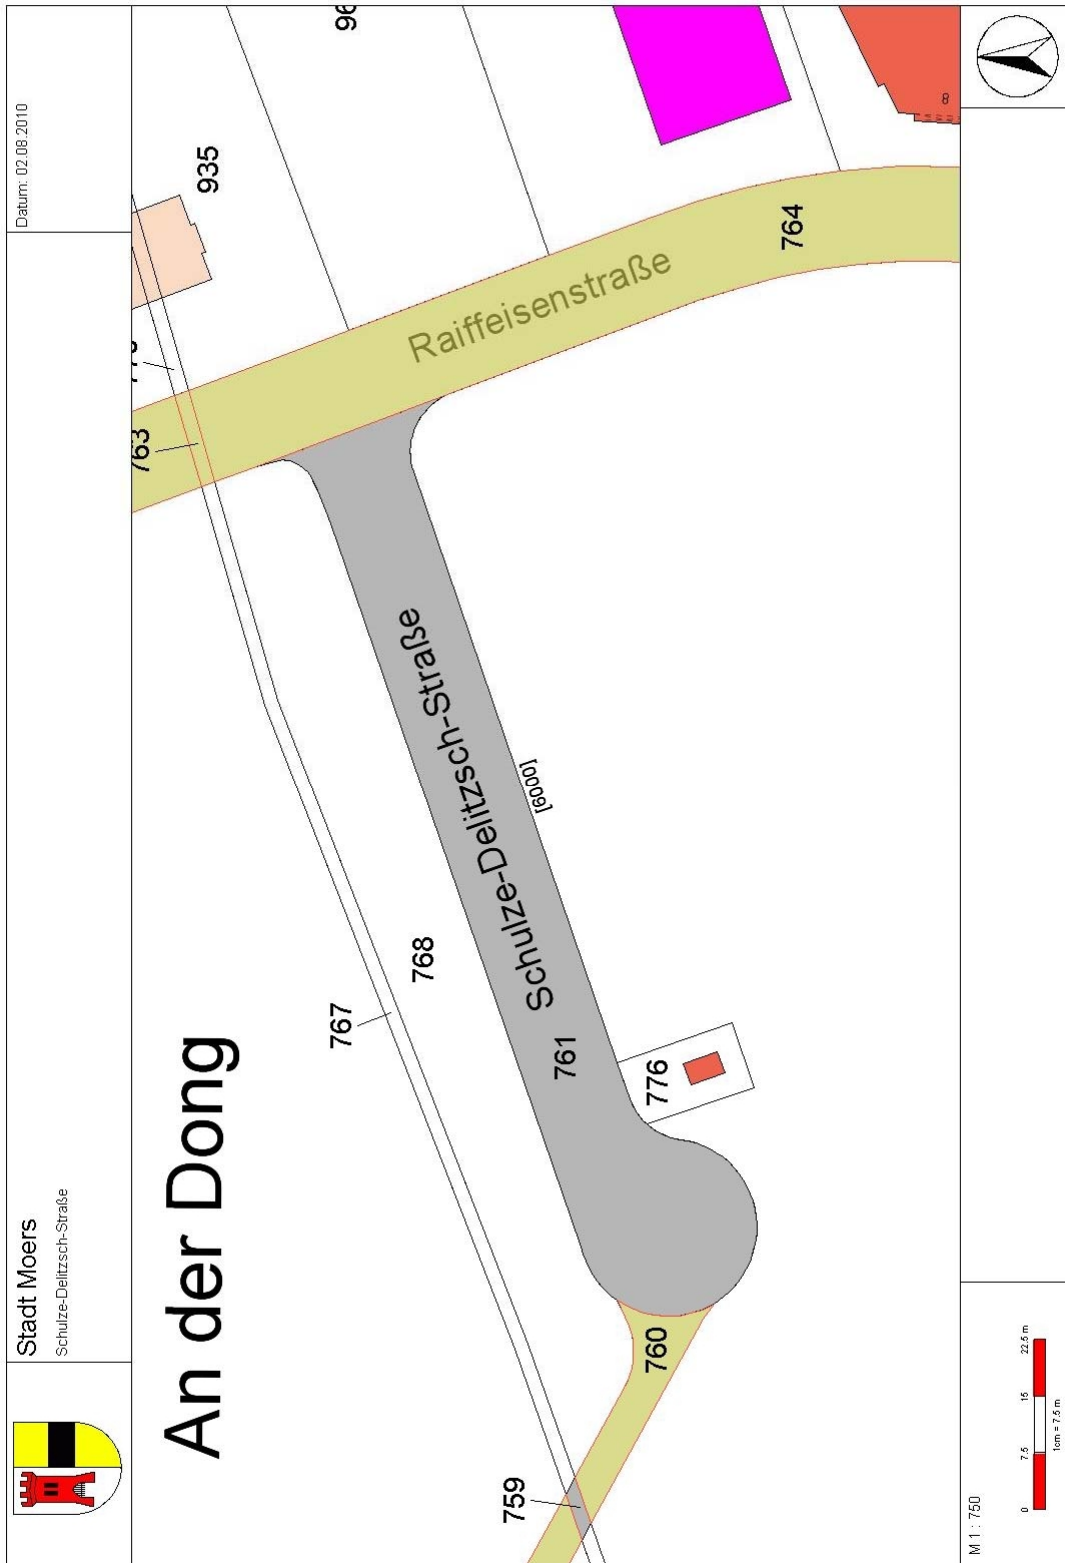 Stadt Moers
Schulze-Delitzsch-Straße
Datum: 02.08.2010
An der Dong
935
763
Raiffeisenstraße
764
8
Schulze-Delitzsch-Straße
[6000]
768
767
761
776
760
759
M 1 : 750
0 7.5 15 22.5 m
1cm = 7.5 m